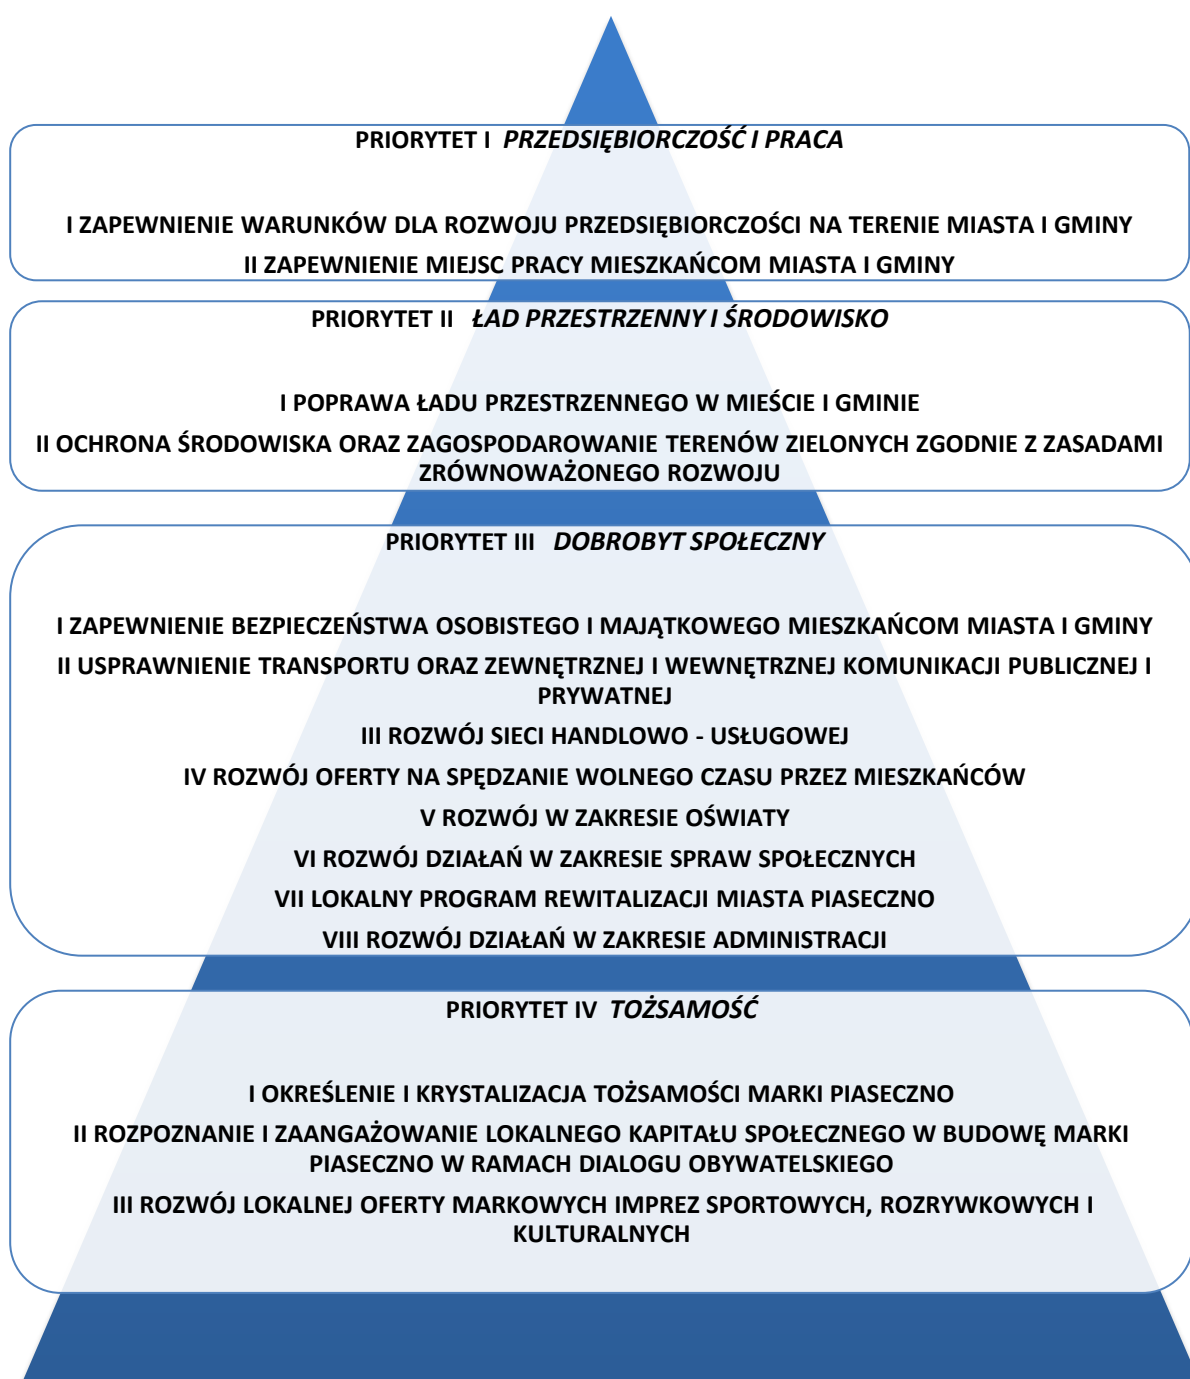 PRIORYTET I PRZEDSIĘBIORCZOŚĆ I PRACA
I ZAPEWNIENIE WARUNKÓW DLA ROZWOJU PRZEDSIĘBIORCZOŚCI NA TERENIE MIASTA I GMINY
II ZAPEWNIENIE MIEJSC PRACY MIESZKAŃCOM MIASTA I GMINY
PRIORYTET II ŁAD PRZESTRZENNY I ŚRODOWISKO
I POPRAWA ŁADU PRZESTRZENNEGO W MIEŚCIE I GMINIE
II OCHRONA ŚRODOWISKA ORAZ ZAGOSPODAROWANIE TERENÓW ZIELONYCH ZGODNIE Z ZASADAMI
ZRÓWNOWAŻONEGO ROZWOJU
PRIORYTET III DOBROBYT SPOŁECZNY
I ZAPEWNIENIE BEZPIECZEŃSTWA OSOBISTEGO I MAJĄTKOWEGO MIESZKAŃCOM MIASTA I GMINY
II USPRAWNIENIE TRANSPORTU ORAZ ZEWNĘTRZNEJ I WEWNĘTRZNEJ KOMUNIKACJI PUBLICZNEJ I
PRYWATNEJ
III ROZWÓJ SIECI HANDLOWO - USŁUGOWEJ
IV ROZWÓJ OFERTY NA SPĘDZANIE WOLNEGO CZASU PRZEZ MIESZKAŃCÓW
V ROZWÓJ W ZAKRESIE OŚWIATY
VI ROZWÓJ DZIAŁAŃ W ZAKRESIE SPRAW SPOŁECZNYCH
VII LOKALNY PROGRAM REWITALIZACJI MIASTA PIASECZNO
VIII ROZWÓJ DZIAŁAŃ W ZAKRESIE ADMINISTRACJI
PRIORYTET IV TOŻSAMOŚĆ
I OKREŚLENIE I KRYSTALIZACJA TOŻSAMOŚCI MARKI PIASECZNO
II ROZPOZNANIE I ZAANGAŻOWANIE LOKALNEGO KAPITAŁU SPOŁECZNEGO W BUDOWĘ MARKI
PIASECZNO W RAMACH DIALOGU OBYWATELSKIEGO
III ROZWÓJ LOKALNEJ OFERTY MARKOWYCH IMPREZ SPORTOWYCH, ROZRYWKOWYCH I
KULTURALNYCH